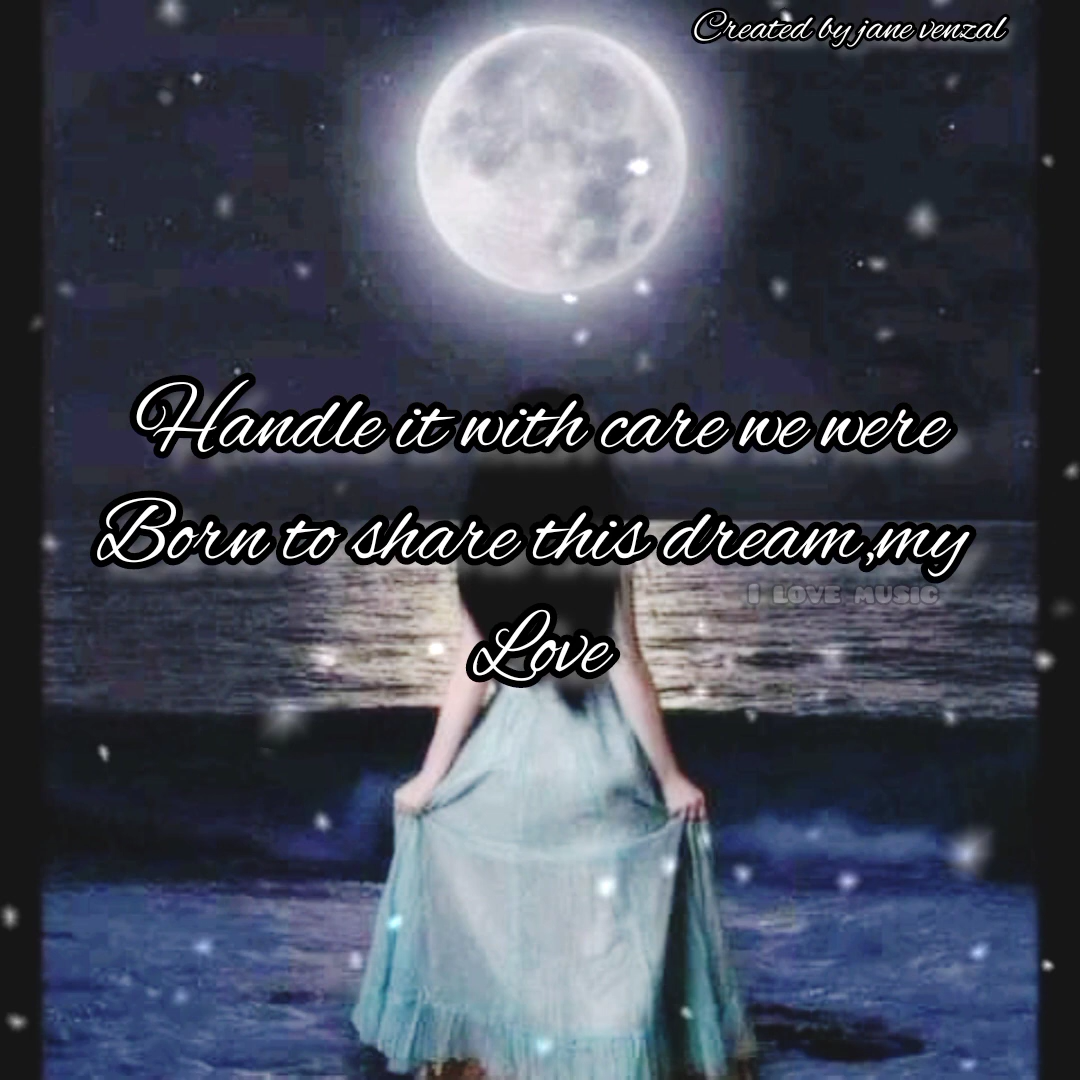 Created by jane venzal
Handle it with care we were
Born to share this dream,my
I LOVE MUSIC
Love